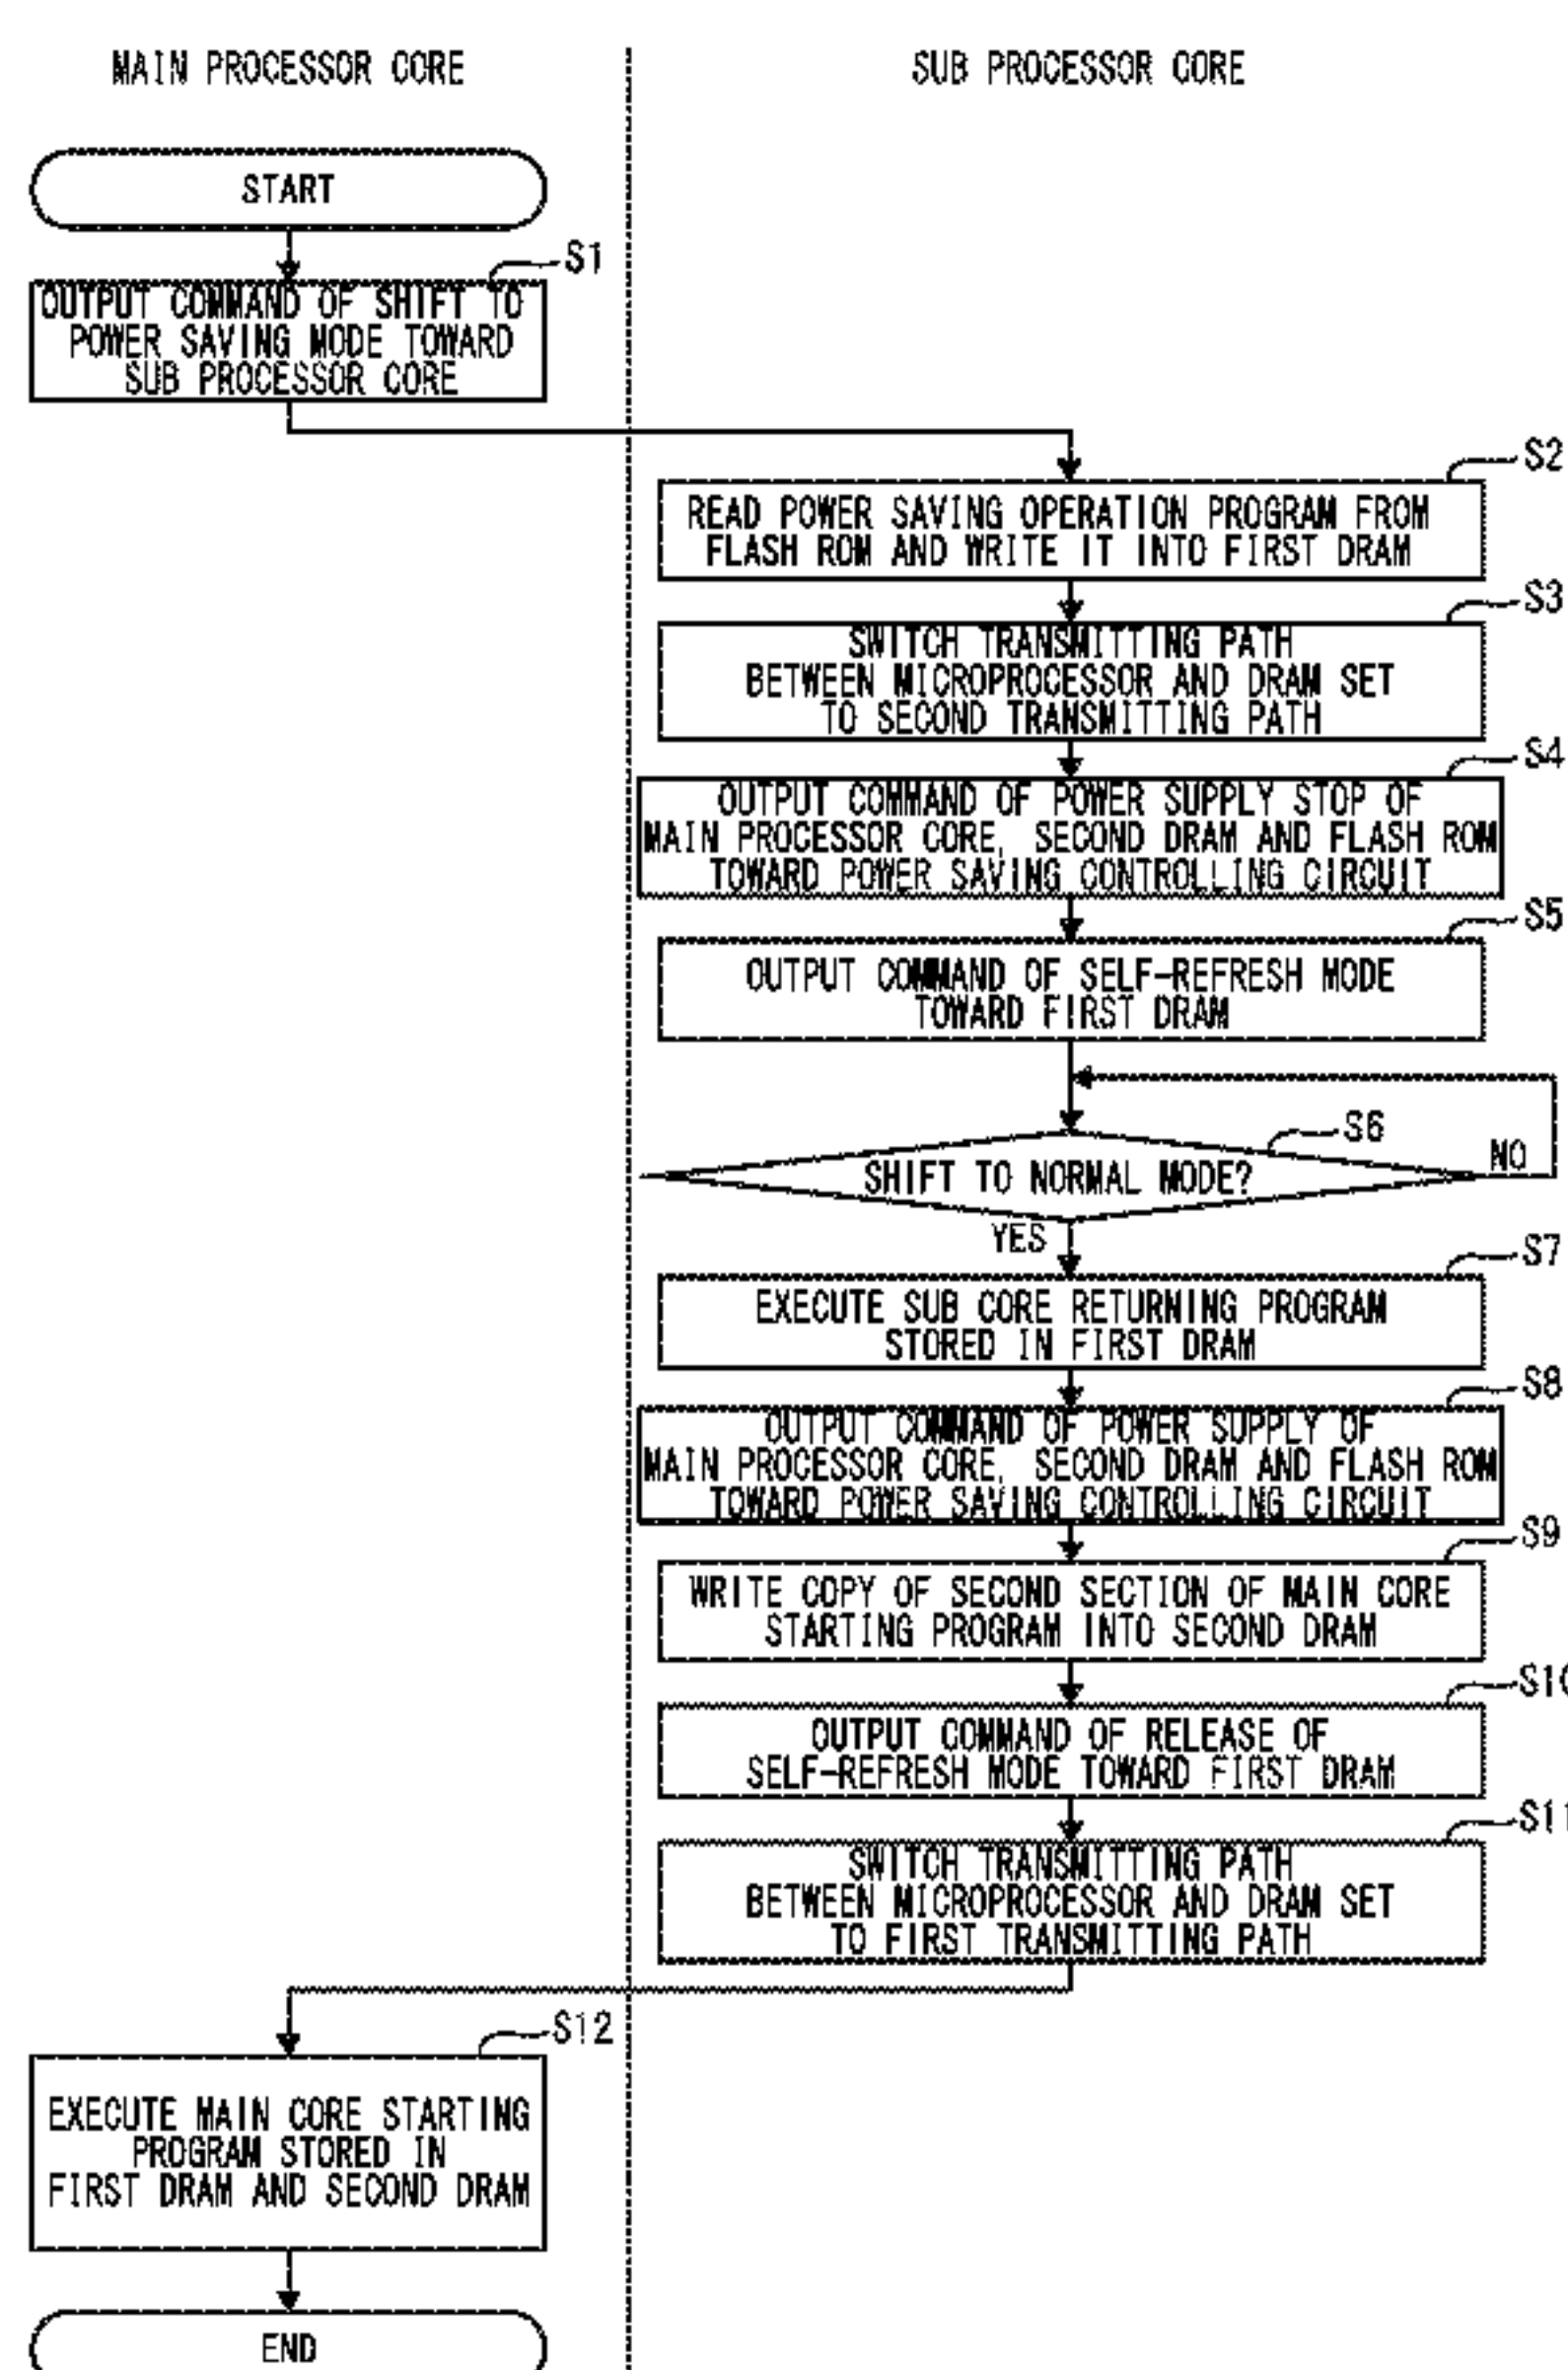 MAIN PROCESSOR CORE
SUB PROCESSOR CORE
START
S1
OUTPUT COMMAND OF SHIFT TO
POWER SAVING MODE TOWARD
SUB PROCESSOR CORE
S2
READ POWER SAVING OPERATION PROGRAM FROM
FLASH ROM AND WRITE IT INTO FIRST DRAM
S3
SWITCH TRANSMITTING PATH
BETWEEN MICROPROCESSOR AND DRAM SET
TO SECOND TRANSMITTING PATH
S4
OUTPUT COMMAND OF POWER SUPPLY STOP OF
MAIN PROCESSOR CORE, SECOND DRAM AND FLASH ROM
TOWARD POWER SAVING CONTROLLING CIRCUIT
S5
OUTPUT COMMAND OF SELF-REFRESH MODE
TOWARD FIRST DRAM
S6
SHIFT TO NORMAL MODE?
NO
YES
S7
EXECUTE SUB CORE RETURNING PROGRAM
STORED IN FIRST DRAM
S8
OUTPUT COMMAND OF POWER SUPPLY OF
MAIN PROCESSOR CORE, SECOND DRAM AND FLASH ROM
TOWARD POWER SAVING CONTROLLING CIRCUIT
S9
WRITE COPY OF SECOND SECTION OF MAIN CORE
STARTING PROGRAM INTO SECOND DRAM
S10
OUTPUT COMMAND OF RELEASE OF
SELF-REFRESH MODE TOWARD FIRST DRAM
S11
SWITCH TRANSMITTING PATH
BETWEEN MICROPROCESSOR AND DRAM SET
TO FIRST TRANSMITTING PATH
S12
EXECUTE MAIN CORE STARTING
PROGRAM STORED IN
FIRST DRAM AND SECOND DRAM
END